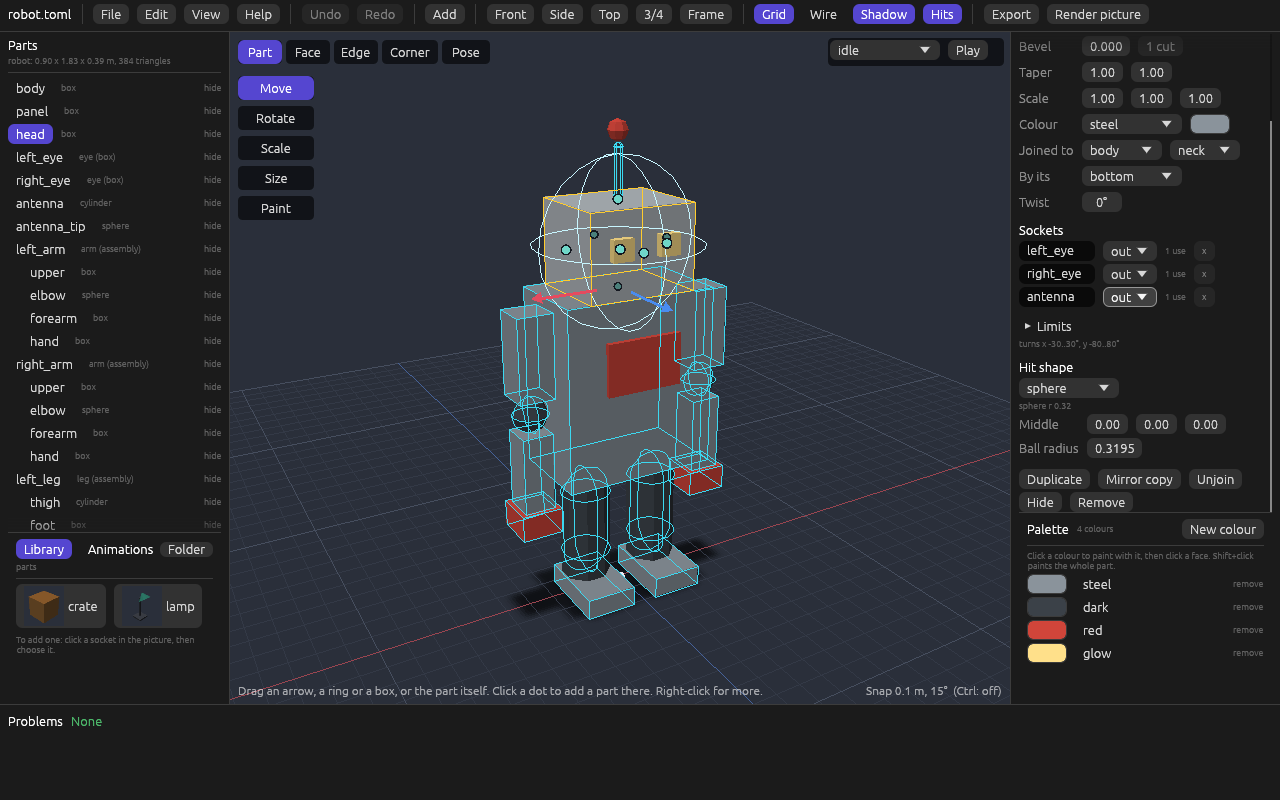 robot.toml File Edit View Help Undo Redo Add Front Side Top 3/4 Frame Grid Wire Shadow Hits Export Render picture
Parts
robot: 0.90 x 1.83 x 0.39 m, 384 triangles
body box hide
panel box hide
head box hide
left_eye eye (box) hide
right_eye eye (box) hide
antenna cylinder hide
antenna_tip sphere hide
left_arm arm (assembly) hide
upper box hide
elbow sphere hide
forearm box hide
hand box hide
right_arm arm (assembly) hide
upper box hide
elbow sphere hide
forearm box hide
hand box hide
left_leg leg (assembly) hide
thigh cylinder hide
foot box hide
Library Animations Folder
parts
crate lamp
To add one: click a socket in the picture, then
choose it.
Part Face Edge Corner Pose
Move
Rotate
Scale
Size
Paint
idle Play
Drag an arrow, a ring or a box, or the part itself. Click a dot to add a part there. Right-click for more.
Snap 0.1 m, 15° (Ctrl: off)
Bevel 0.000 1 cut
Taper 1.00 1.00
Scale 1.00 1.00 1.00
Colour steel
Joined to body neck
By its bottom
Twist 0°
Sockets
left_eye out 1 use x
right_eye out 1 use x
antenna out 1 use x
Limits
turns x -30..30°, y -80..80°
Hit shape
sphere
sphere r 0.32
Middle 0.00 0.00 0.00
Ball radius 0.3195
Duplicate Mirror copy Unjoin
Hide Remove
Palette 4 colours New colour
Click a colour to paint with it, then click a face. Shift+click
paints the whole part.
steel remove
dark remove
red remove
glow remove
Problems None